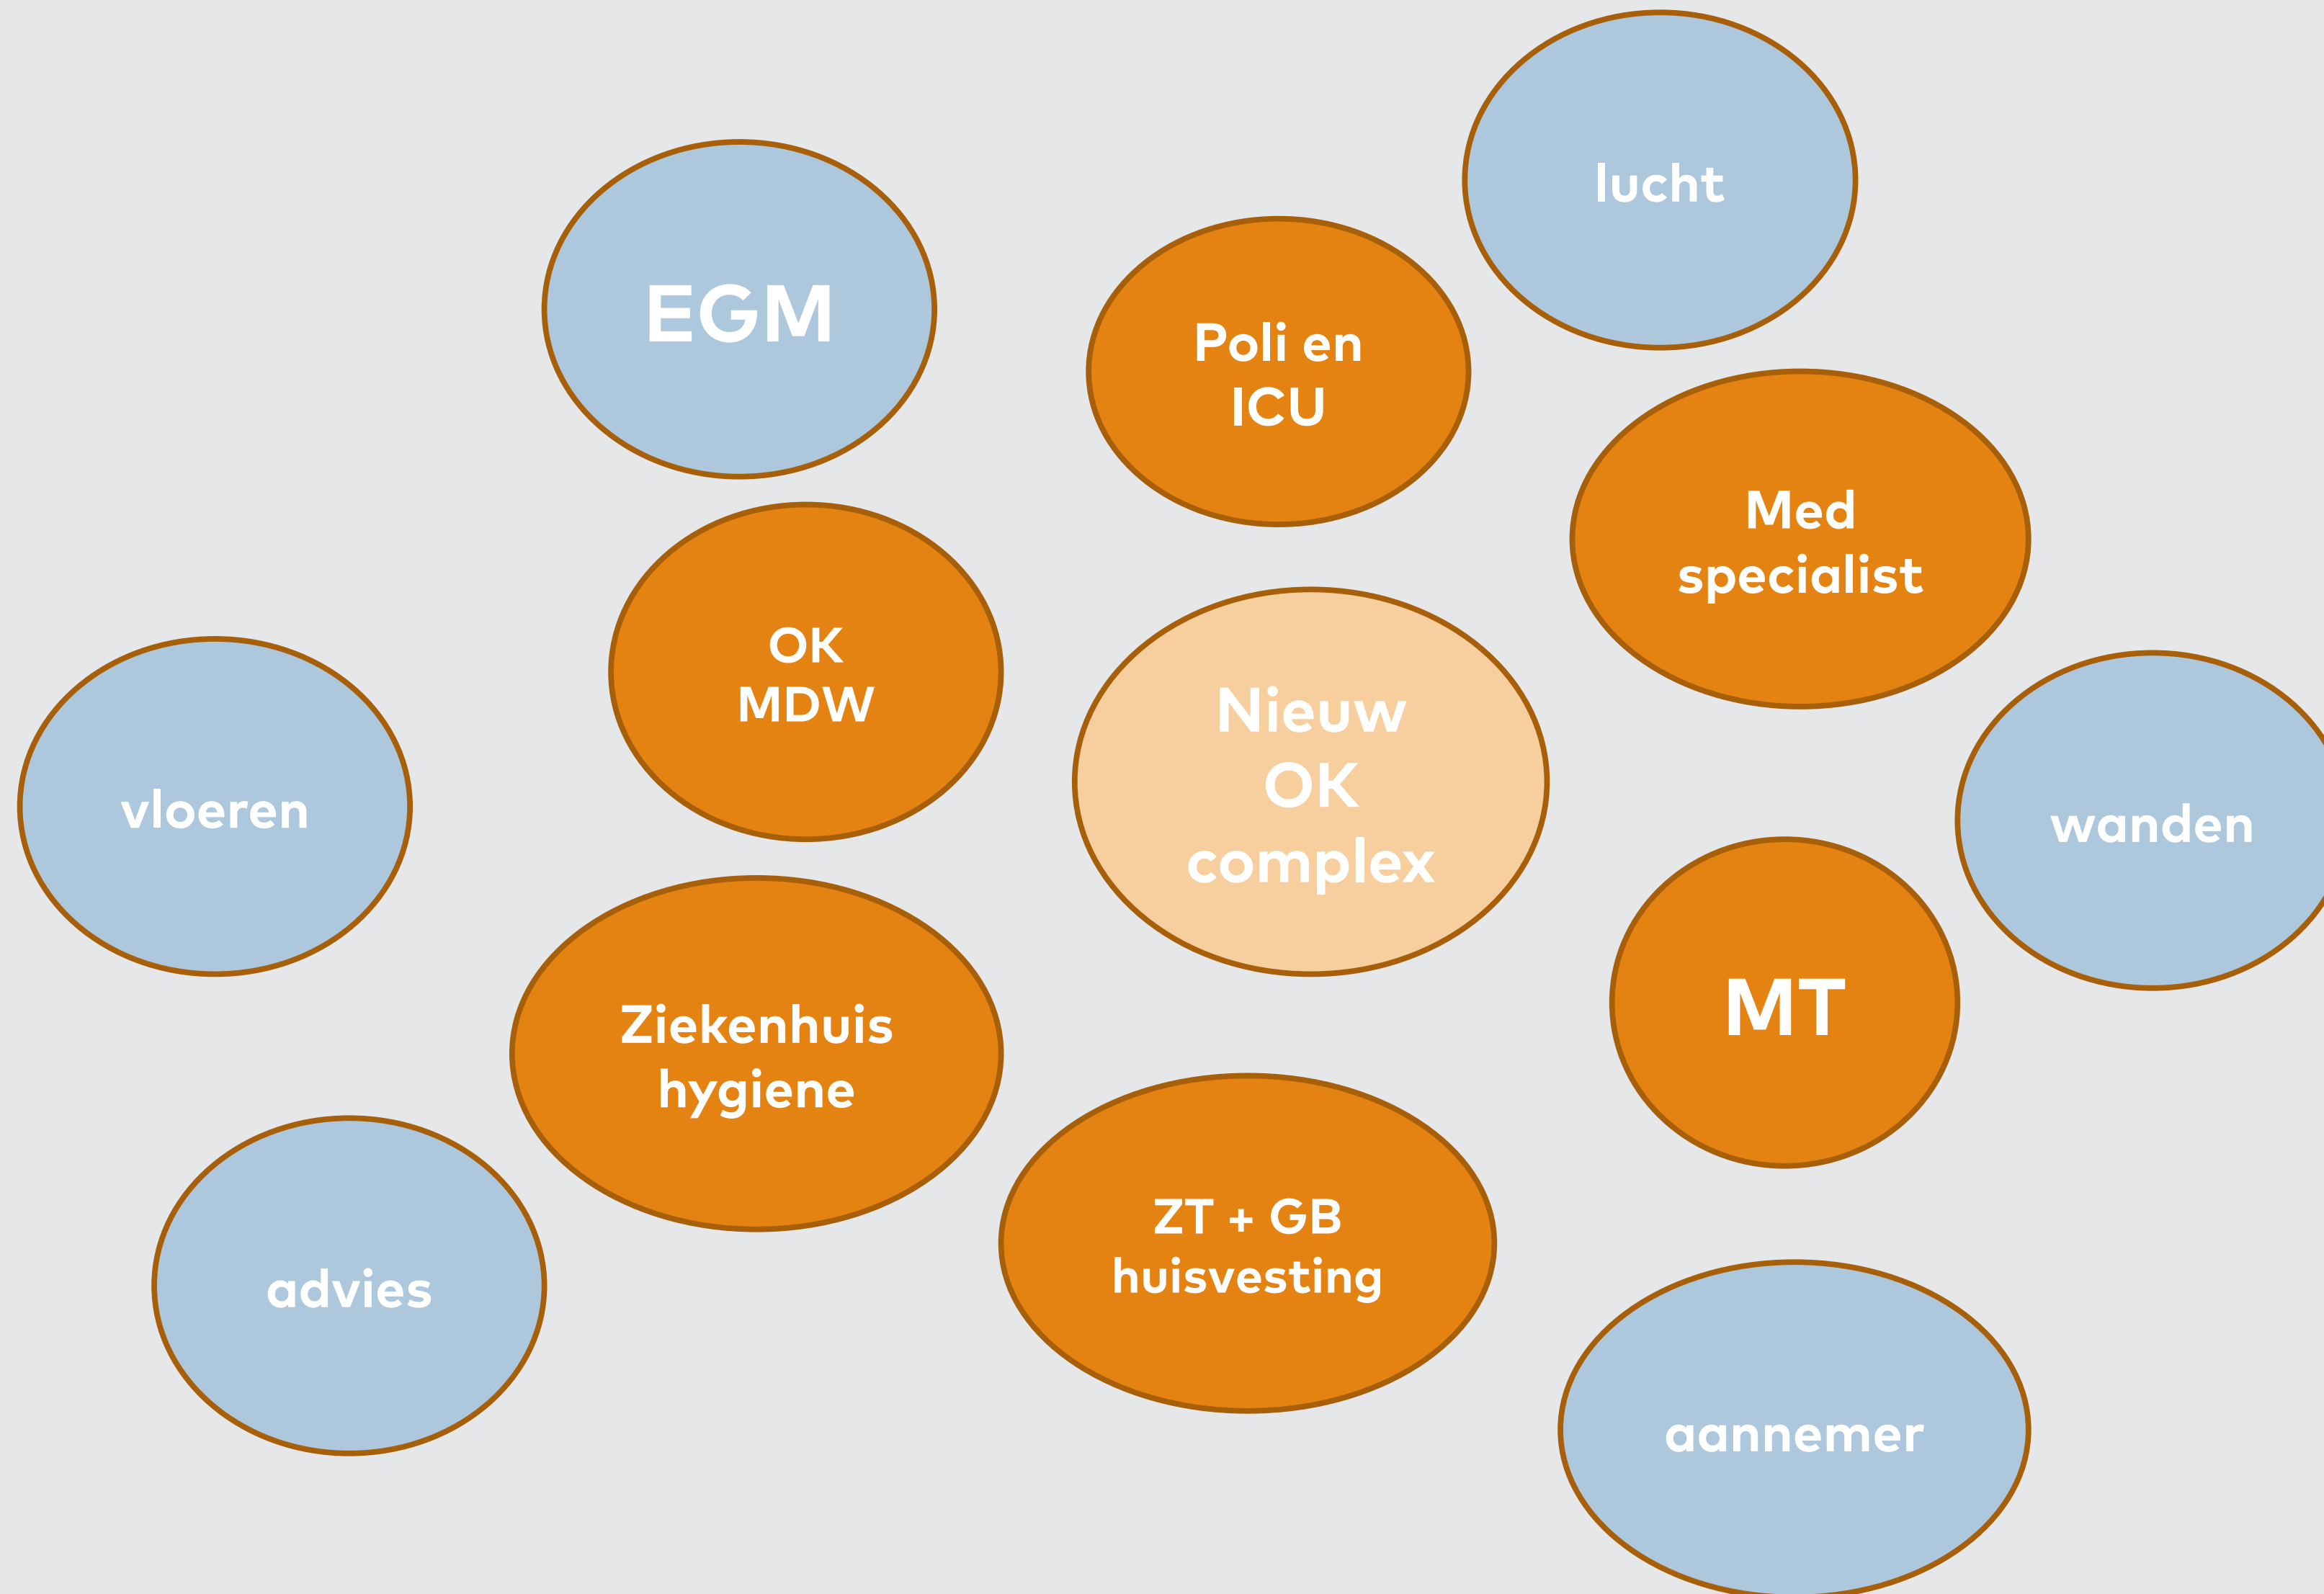 lucht
EGM
Poli en
ICU
Med
specialist
OK
MDW
Nieuw
OK
complex
vloeren
wanden
Ziekenhuis
hygiene
MT
ZT + GB
huisvesting
advies
aannemer